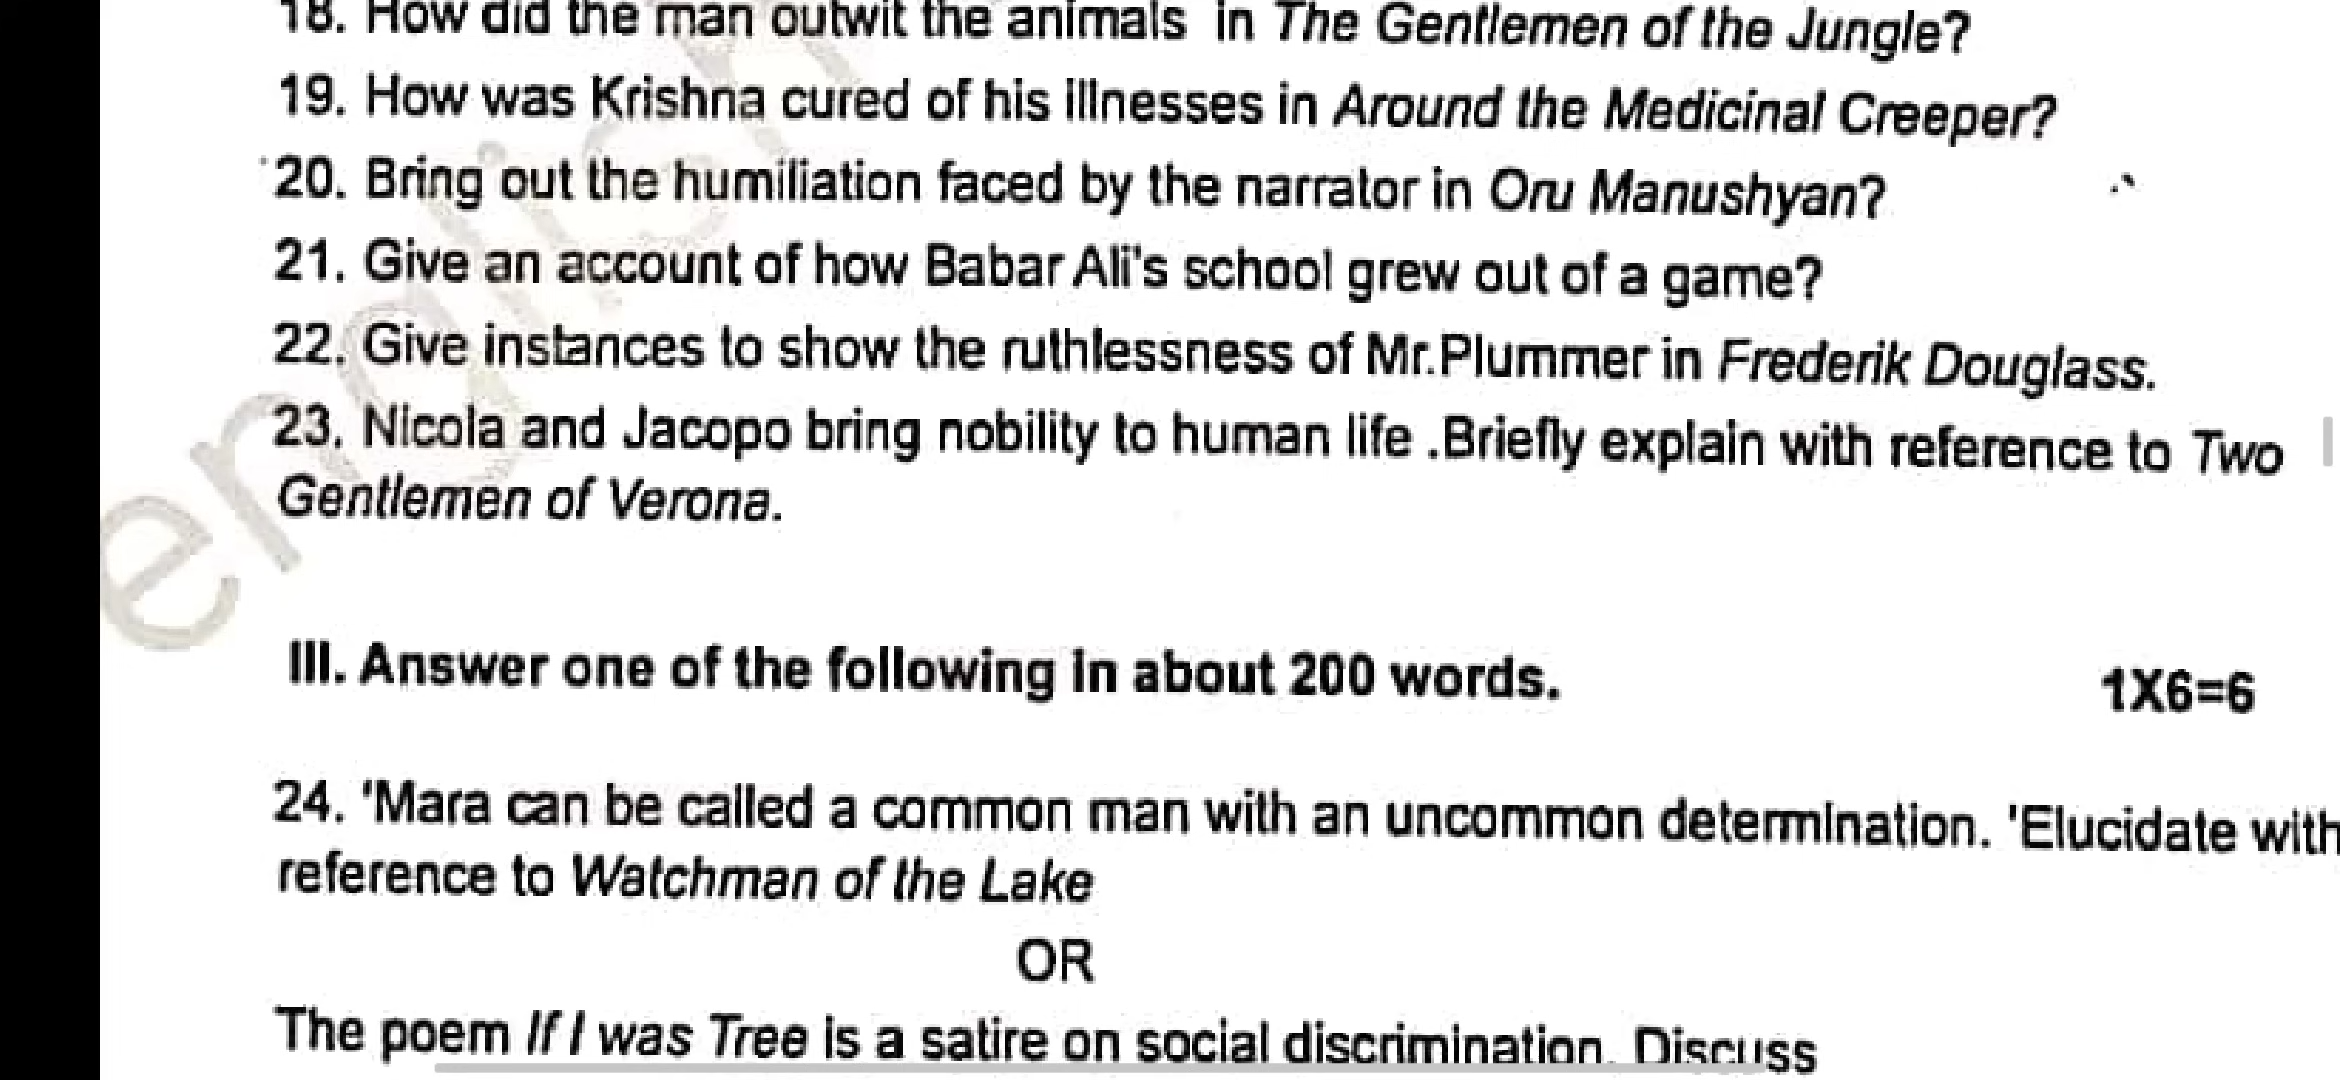 18. How did the man outwit the animals in The Gentlemen of the Jungle?
19. How was Krishna cured of his illnesses in Around the Medicinal Creeper?
20. Bring out the humiliation faced by the narrator in Oru Manushyan?
21. Give an account of how Babar Ali's school grew out of a game?
22. Give instances to show the ruthlessness of Mr.Plummer in Frederik Douglass.
23. Nicola and Jacopo bring nobility to human life .Briefly explain with reference to Two
Gentlemen of Verona.
III. Answer one of the following in about 200 words. 1X6=6
24. 'Mara can be called a common man with an uncommon determination. 'Elucidate with
reference to Watchman of the Lake
OR
The poem If I was Tree is a satire on social discrimination. Discuss